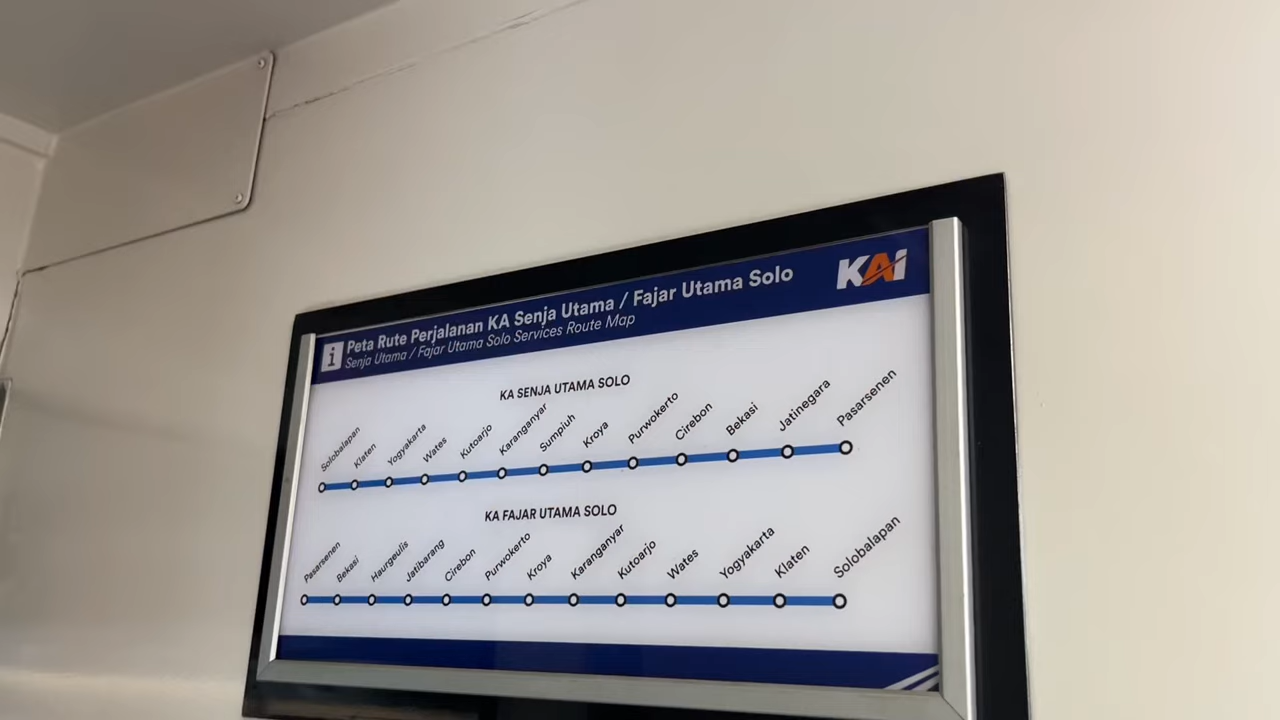 i
Peta Rute Perjalanan KA Senja Utama / Fajar Utama Solo
Senja Utama / Fajar Utama Solo Services Route Map
KAI
KA SENJA UTAMA SOLO
Solobalapan
Klaten
Yogyakarta
Wates
Kutoarjo
Karanganyar
Sumpiuh
Kroya
Purwokerto
Cirebon
Bekasi
Jatinegara
Pasarsenen
KA FAJAR UTAMA SOLO
Pasarsenen
Bekasi
Haurgeulis
Jatibarang
Cirebon
Purwokerto
Kroya
Karanganyar
Kutoarjo
Wates
Yogyakarta
Klaten
Solobalapan